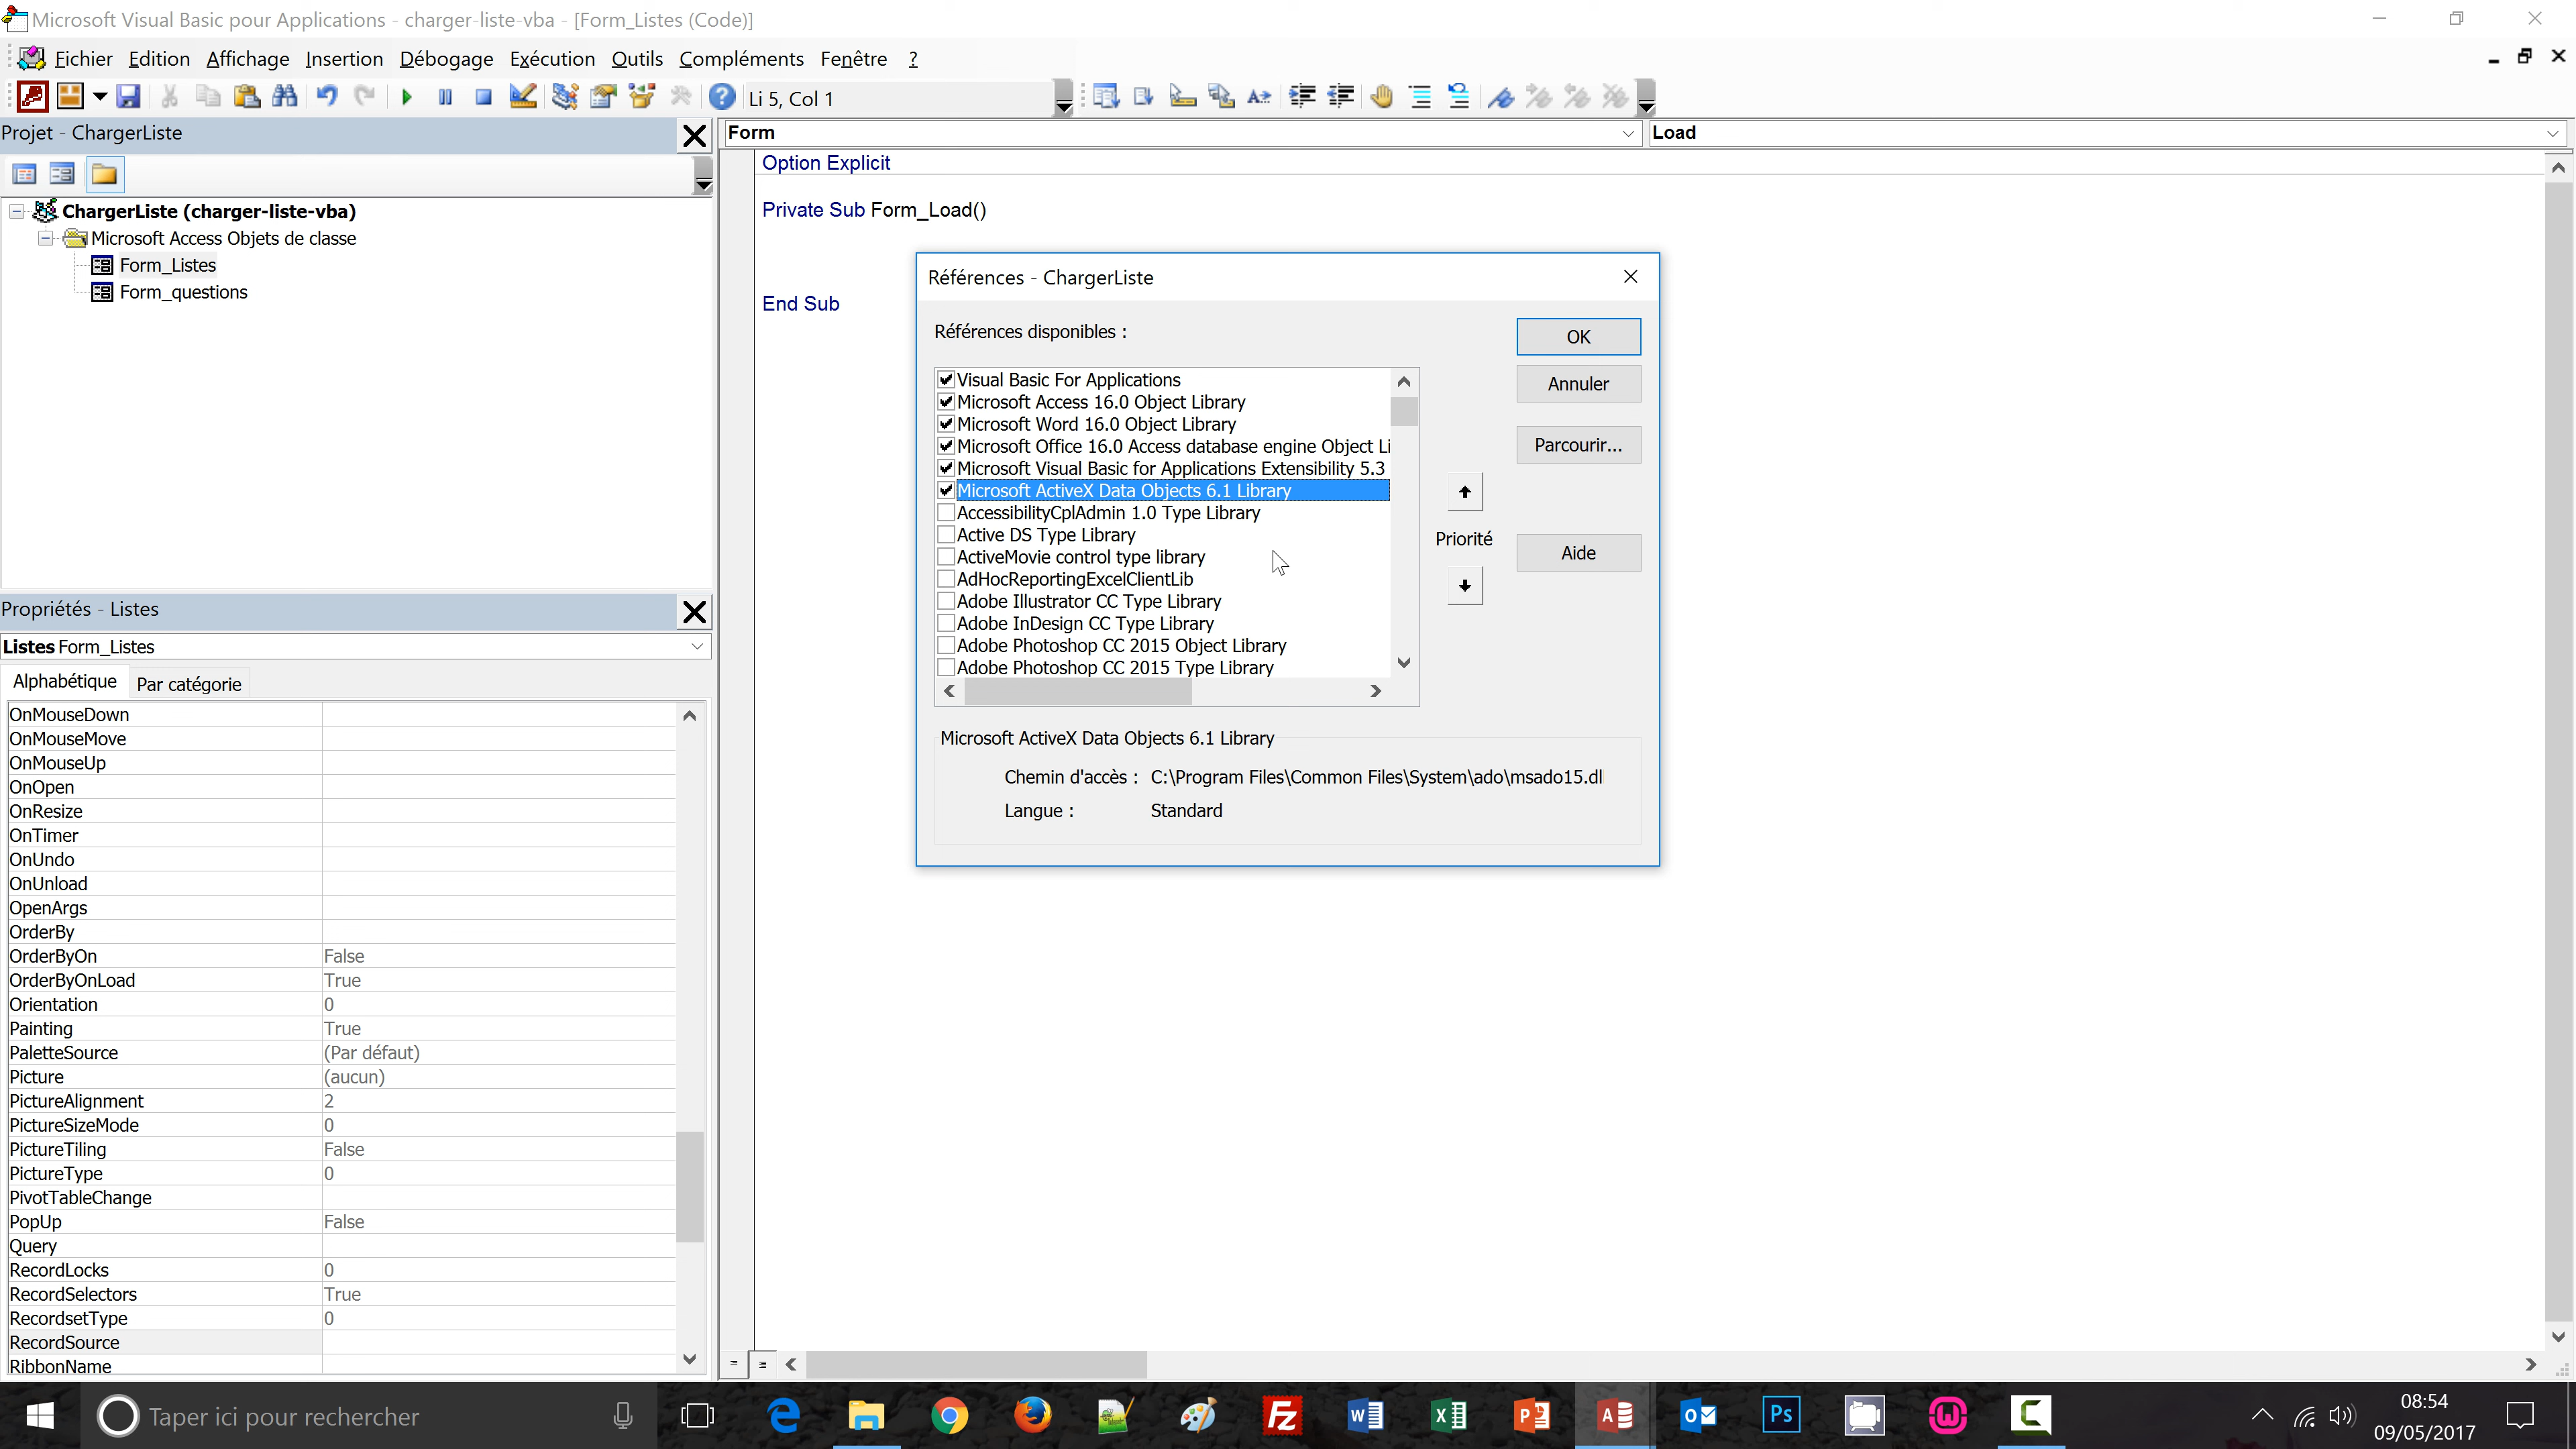 Microsoft Visual Basic pour Applications - charger-liste-vba - [Form_Listes (Code)]
Fichier Edition Affichage Insertion Débogage Exécution Outils Compléments Fenêtre ?
Li 5, Col 1
Projet - ChargerListe
ChargerListe (charger-liste-vba)
Microsoft Access Objets de classe
Form_Listes
Form_questions
Propriétés - Listes
Listes Form_Listes
Alphabétique Par catégorie
OnMouseDown
OnMouseMove
OnMouseUp
OnOpen
OnResize
OnTimer
OnUndo
OnUnload
OpenArgs
OrderBy
OrderByOn False
OrderByOnLoad True
Orientation 0
Painting True
PaletteSource (Par défaut)
Picture (aucun)
PictureAlignment 2
PictureSizeMode 0
PictureTiling False
PictureType 0
PivotTableChange
PopUp False
Query
RecordLocks 0
RecordSelectors True
RecordsetType 0
RecordSource
RibbonName
Form Load
Option Explicit
Private Sub Form_Load()
End Sub
Références - ChargerListe
Références disponibles :
Visual Basic For Applications
Microsoft Access 16.0 Object Library
Microsoft Word 16.0 Object Library
Microsoft Office 16.0 Access database engine Object Li
Microsoft Visual Basic for Applications Extensibility 5.3
Microsoft ActiveX Data Objects 6.1 Library
AccessibilityCplAdmin 1.0 Type Library
Active DS Type Library
ActiveMovie control type library
AdHocReportingExcelClientLib
Adobe Illustrator CC Type Library
Adobe InDesign CC Type Library
Adobe Photoshop CC 2015 Object Library
Adobe Photoshop CC 2015 Type Library
OK
Annuler
Parcourir...
Priorité
Aide
Microsoft ActiveX Data Objects 6.1 Library
Chemin d'accès : C:\Program Files\Common Files\System\ado\msado15.dl
Langue : Standard
Taper ici pour rechercher
Ps
08:54
09/05/2017